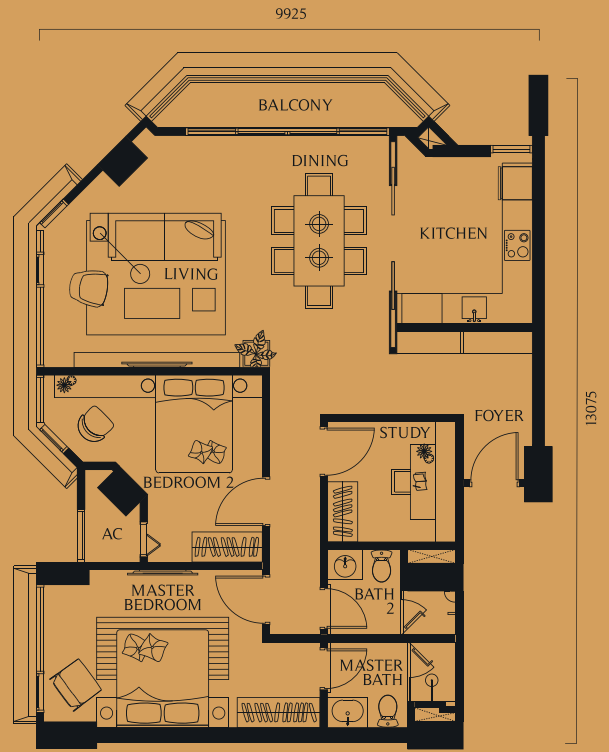 9925
BALCONY
DINING
KITCHEN
LIVING
13075
FOYER
STUDY
BEDROOM 2
AC
MASTER
BEDROOM
BATH
2
MASTER
BATH